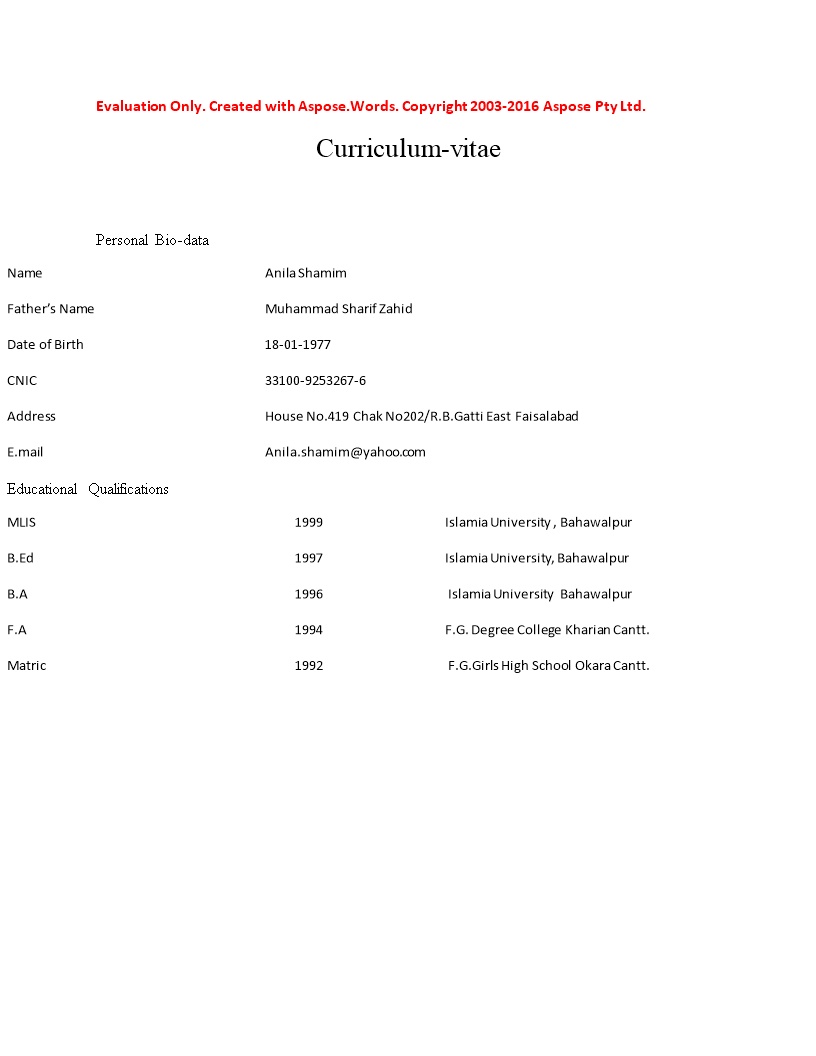 Evaluation Only. Created with Aspose.Words. Copyright 2003-2016 Aspose Pty Ltd.
Curriculum-vitae
Personal Bio-data
Name Anila Shamim
Father’s Name Muhammad Sharif Zahid
Date of Birth 18-01-1977
CNIC 33100-9253267-6
Address House No.419 Chak No202/R.B.Gatti East Faisalabad
E.mail Anila.shamim@yahoo.com
Educational Qualifications
MLIS 1999 Islamia University , Bahawalpur
B.Ed 1997 Islamia University, Bahawalpur
B.A 1996 Islamia University Bahawalpur
F.A 1994 F.G. Degree College Kharian Cantt.
Matric 1992 F.G.Girls High School Okara Cantt.